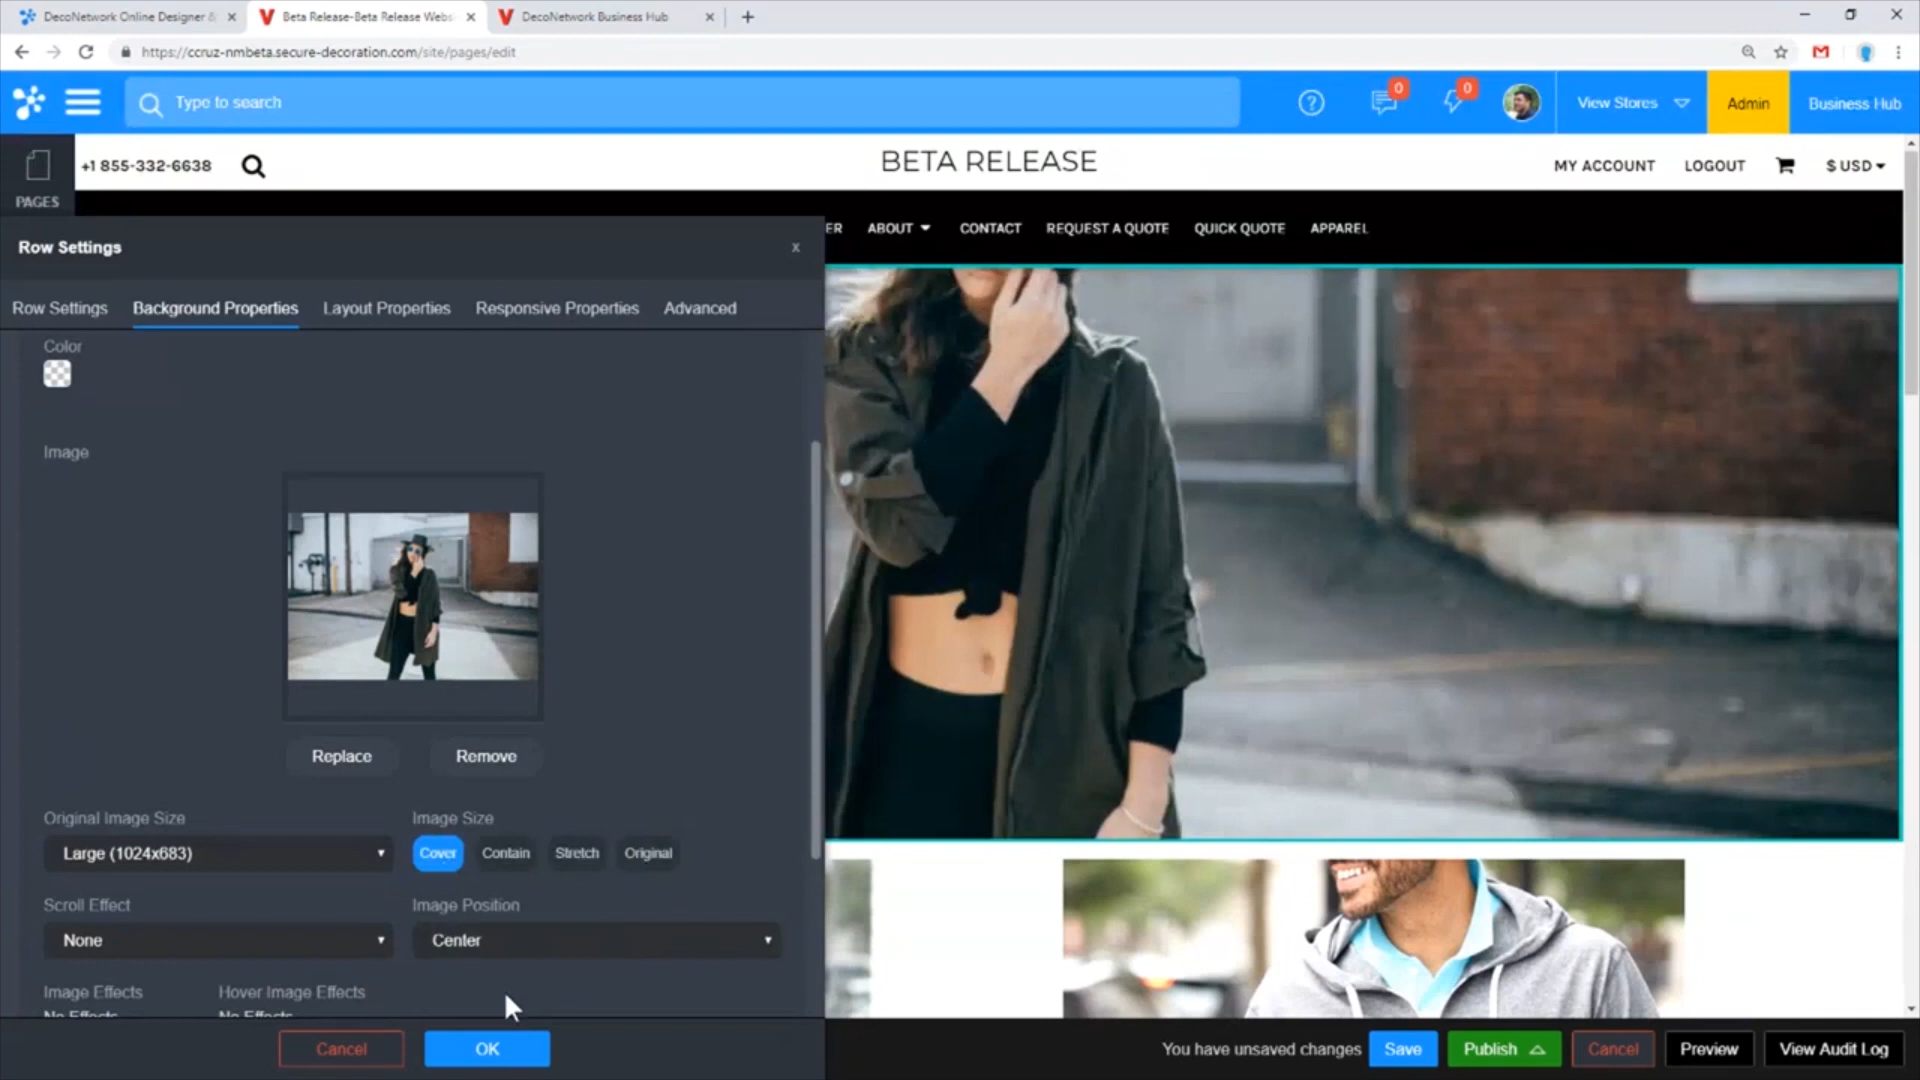 DecoNetwork Online Designer &
Beta Release-Beta Release Websi
DecoNetwork Business Hub
https://ccruz-nmbeta.secure-decoration.com/site/pages/edit
Type to search
0
0
View Stores
Admin
Business Hub
PAGES
+1 855-332-6638
BETA RELEASE
MY ACCOUNT
LOGOUT
$ USD
ER
ABOUT
CONTACT
REQUEST A QUOTE
QUICK QUOTE
APPAREL
Row Settings
x
Row Settings
Background Properties
Layout Properties
Responsive Properties
Advanced
Color
Image
Replace
Remove
Original Image Size
Image Size
Large (1024x683)
Cover
Contain
Stretch
Original
Scroll Effect
Image Position
None
Center
Image Effects
Hover Image Effects
No Effects
No Effects
Cancel
OK
You have unsaved changes
Save
Publish
Cancel
Preview
View Audit Log